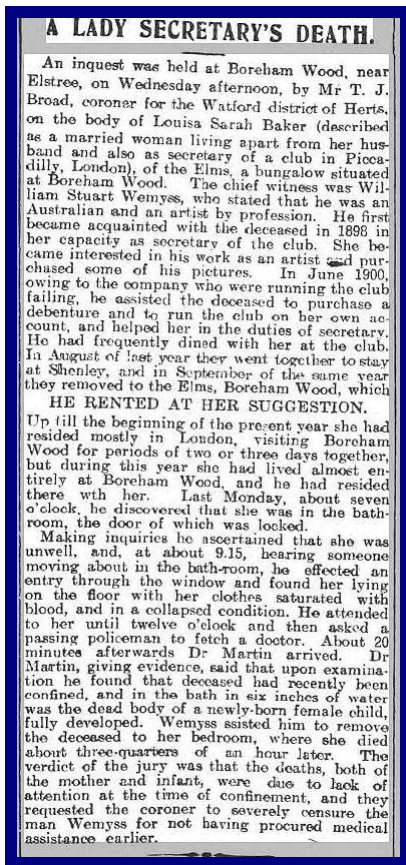 A LADY SECRETARY'S DEATH.
An inquest was held at Boreham Wood, near
Elstree, on Wednesday afternoon, by Mr T. J.
Broad, coroner for the Watford district of Herts,
on the body of Louisa Sarah Baker (described
as a married woman living apart from her hus-
band and also as secretary of a club in Picca-
dilly, London), of the Elms, a bungalow situated
at Boreham Wood. The chief witness was Wil-
liam Stuart Wemyss, who stated that he was an
Australian and an artist by profession. He first
became acquainted with the deceased in 1898 in
her capacity as secretary of the club. She be-
came interested in his work as an artist and pur-
chased some of his pictures. In June 1900,
owing to the company who were running the club
failing, he assisted the deceased to purchase a
debenture and to run the club on her own ac-
count, and helped her in the duties of secretary.
He had frequently dined with her at the club.
In August of last year they went together to stay
at Shenley, and in September of the same year
they removed to the Elms, Boreham Wood, which
HE RENTED AT HER SUGGESTION.
Up till the beginning of the present year she had
resided mostly in London, visiting Boreham
Wood for periods of two or three days together,
but during this year she had lived almost en-
tirely at Boreham Wood, and he had resided
there wth her. Last Monday, about seven
o'clock, he discovered that she was in the bath-
room, the door of which was locked.
Making inquiries he ascertained that she was
unwell, and, at about 9.15, hearing someone
moving about in the bath-room, he effected an
entry through the window and found her lying
on the floor with her clothes saturated with
blood, and in a collapsed condition. He attended
to her until twelve o'clock and then asked a
passing policeman to fetch a doctor. About 20
minutes afterwards Dr Martin arrived. Dr
Martin, giving evidence, said that upon examina-
tion he found that deceased had recently been
confined, and in the bath in six inches of water
was the dead body of a newly-born female child,
fully developed. Wemyss ssisted him to remove
the deceased to her bedroom, where she died
about three-quarters of an hour later. The
verdict of the jury was that the deaths, both of
the mother and infant, were due to lack of
attention at the time of confinement, and they
requested the coroner to severely censure the
man Wemyss for not having procured medical
assistance earlier.